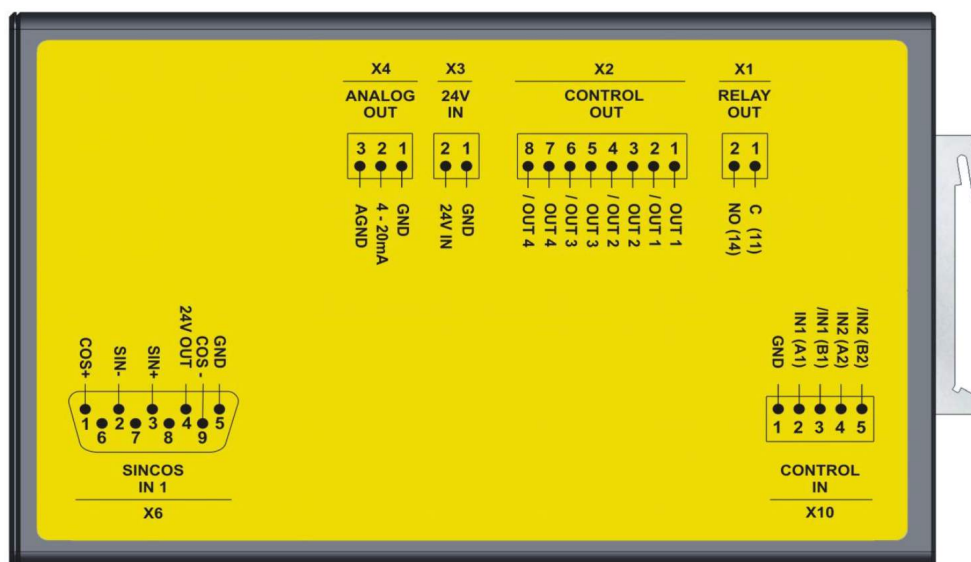 X4 X3 X2 X1
ANALOG 24V CONTROL RELAY
OUT IN OUT OUT
3 2 1 2 1 8 7 6 5 4 3 2 1 2 1
AGND
4 - 20mA
GND
24V IN
GND
/ OUT 4
OUT 4
/ OUT 3
OUT 3
/ OUT 2
OUT 2
/ OUT 1
OUT 1
NO (14)
C (11)
COS+
SIN-
SIN+
24V OUT
COS -
GND
1 2 3 4 5
6 7 8 9
SINCOS
IN 1
X6
GND
IN1 (A1)
/IN1 (B1)
IN2 (A2)
/IN2 (B2)
1 2 3 4 5
CONTROL
IN
X10